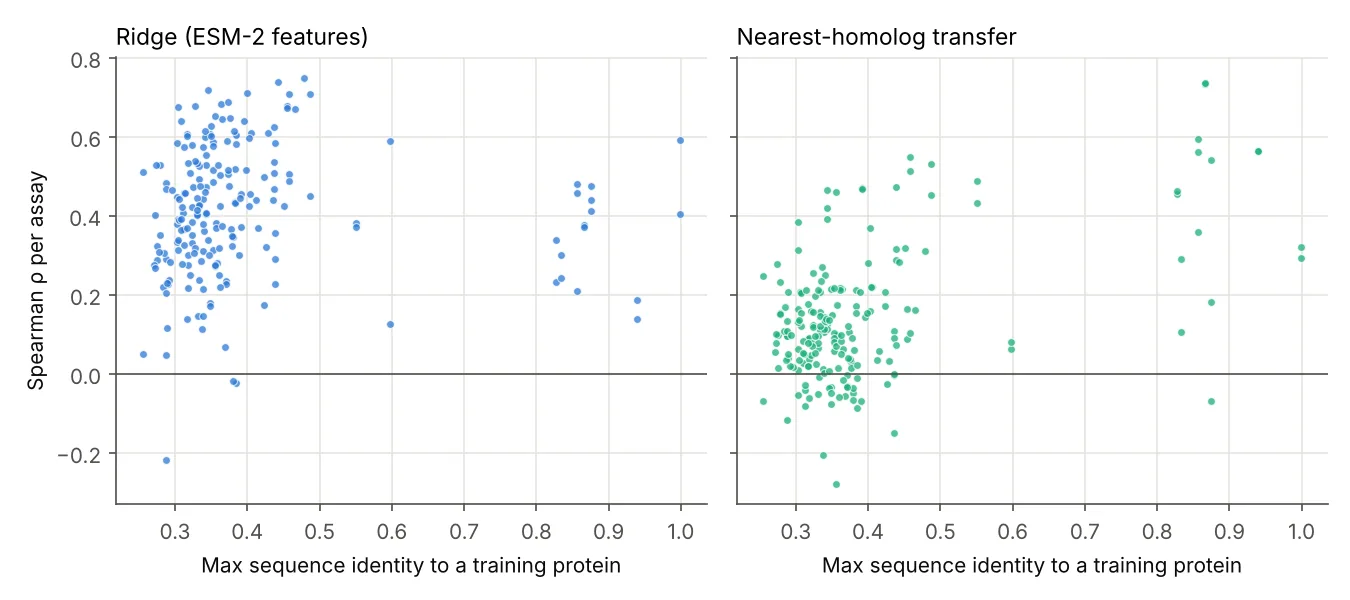 Ridge (ESM-2 features)
Nearest-homolog transfer
Spearman ρ per assay
0.8
0.6
0.4
0.2
0.0
−0.2
0.3 0.4 0.5 0.6 0.7 0.8 0.9 1.0
0.3 0.4 0.5 0.6 0.7 0.8 0.9 1.0
Max sequence identity to a training protein
Max sequence identity to a training protein